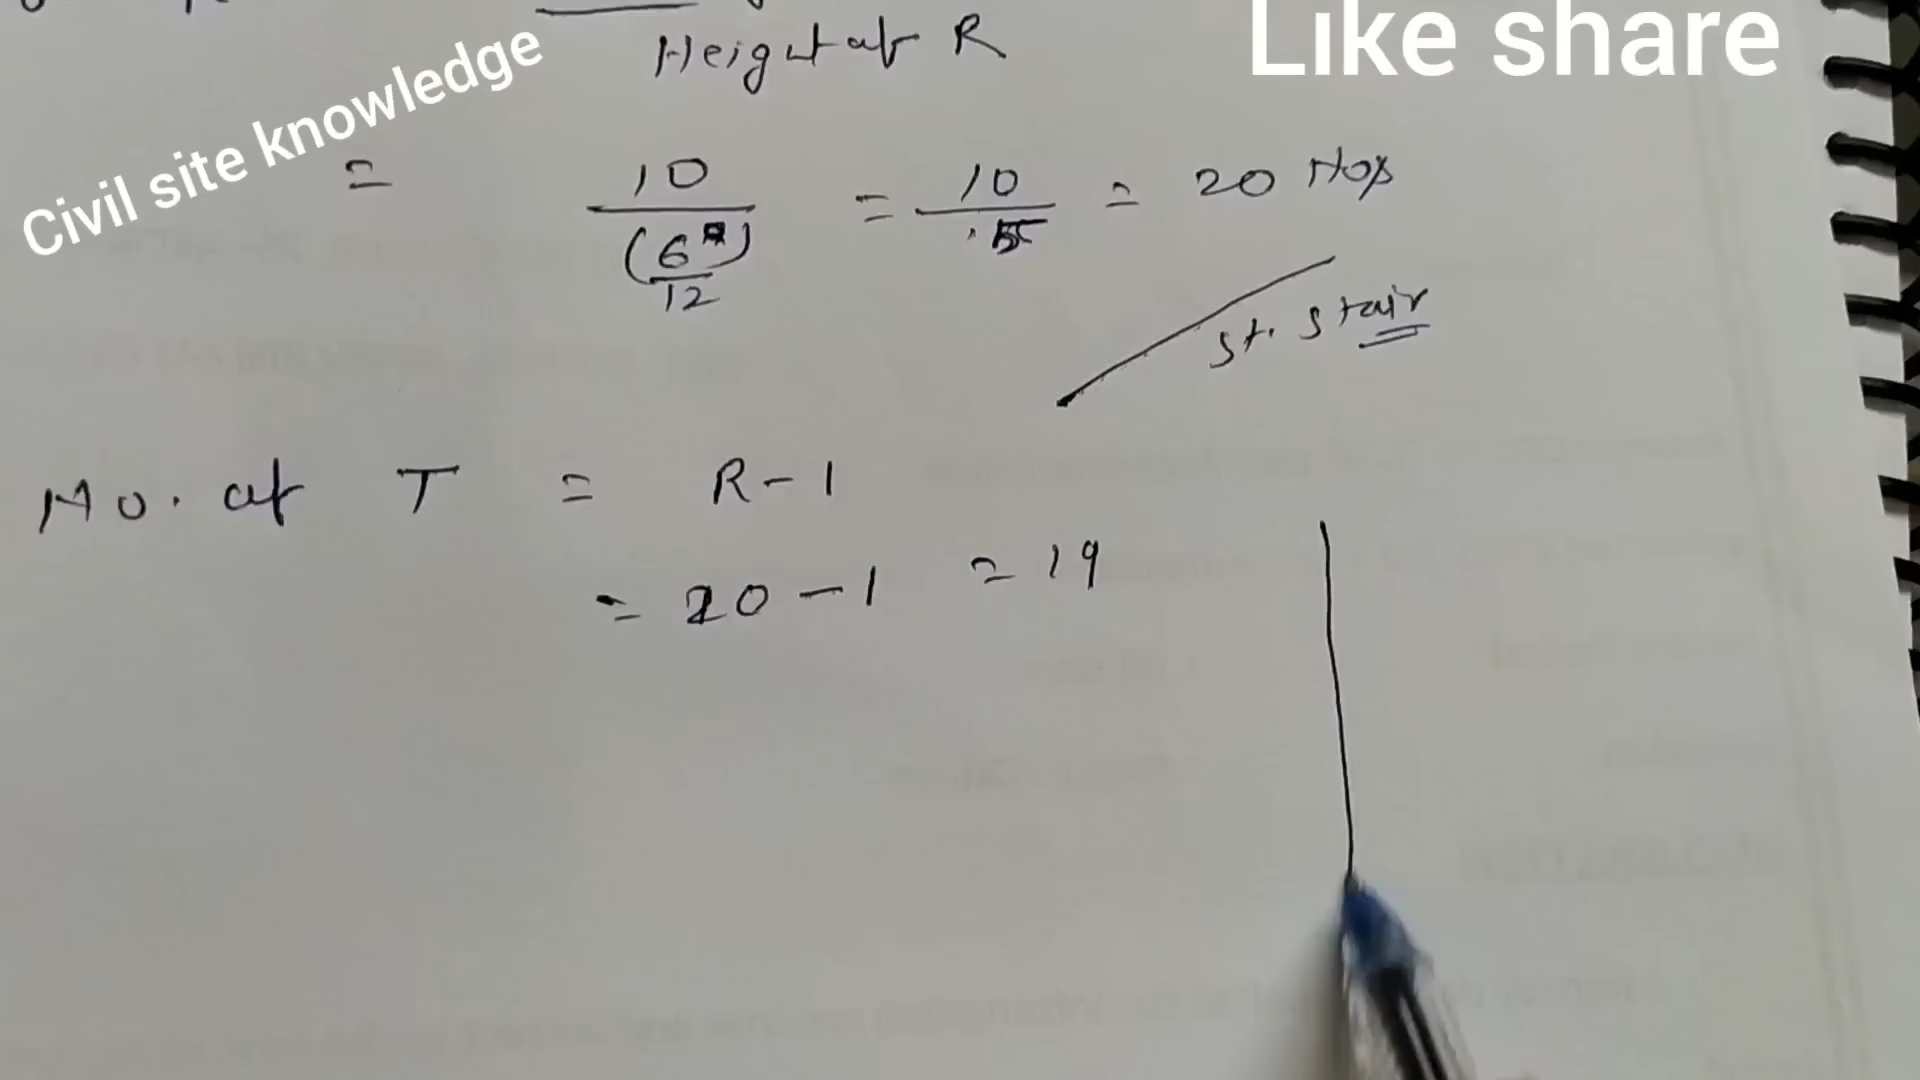 Like share
Height of R
Civil site knowledge
= 10 / (6"/12) = 10 / .5 = 20 Nos
St. Stair
No. of T = R - 1
= 20 - 1 = 19